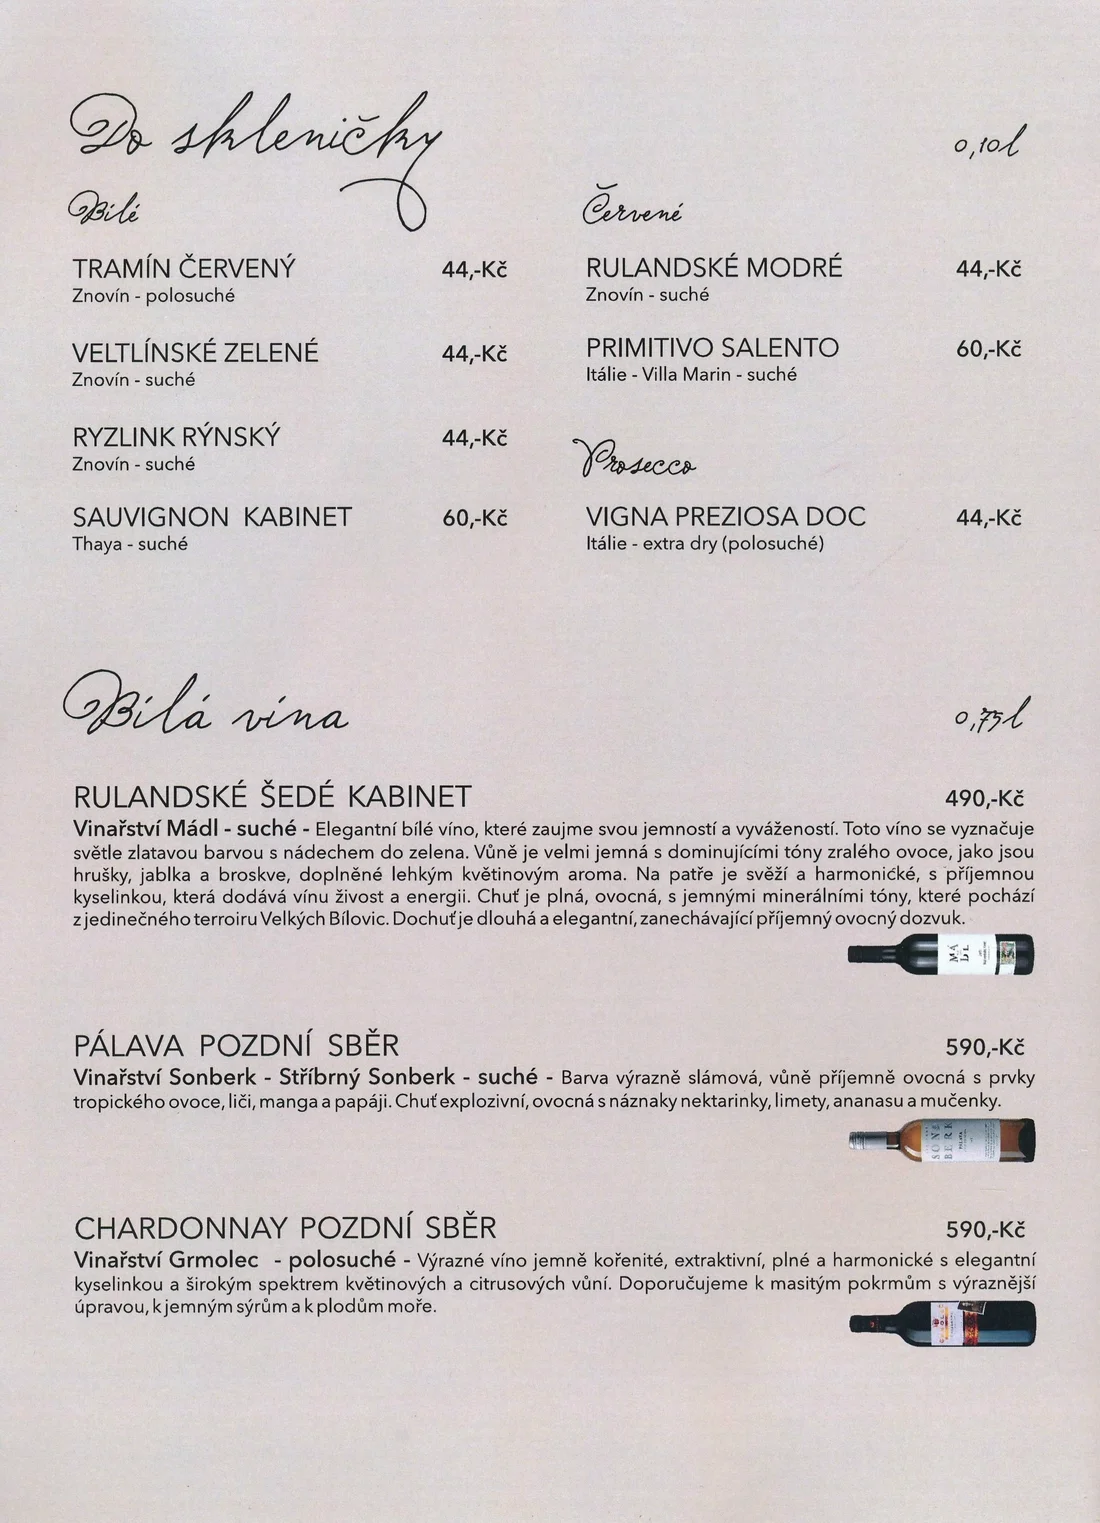 Do skleničky
0,10l
Bílé
TRAMÍN ČERVENÝ 44,-Kč
Znovín - polosuché
VELTLÍNSKÉ ZELENÉ 44,-Kč
Znovín - suché
RYZLINK RÝNSKÝ 44,-Kč
Znovín - suché
SAUVIGNON KABINET 60,-Kč
Thaya - suché
Červené
RULANDSKÉ MODRÉ 44,-Kč
Znovín - suché
PRIMITIVO SALENTO 60,-Kč
Itálie - Villa Marin - suché
Prosecco
VIGNA PREZIOSA DOC 44,-Kč
Itálie - extra dry (polosuché)
Bílá vína
0,75l
RULANDSKÉ ŠEDÉ KABINET 490,-Kč
Vinařství Mádl - suché - Elegantní bílé víno, které zaujme svou jemností a vyvážeností. Toto víno se vyznačuje
světle zlatavou barvou s nádechem do zelena. Vůně je velmi jemná s dominujícími tóny zralého ovoce, jako jsou
hrušky, jablka a broskve, doplněné lehkým květinovým aroma. Na patře je svěží a harmonické, s příjemnou
kyselinkou, která dodává vínu živost a energii. Chuť je plná, ovocná, s jemnými minerálními tóny, které pochází
z jedinečného terroiru Velkých Bílovic. Dochuť je dlouhá a elegantní, zanechávající příjemný ovocný dozvuk.
MÁ
DL
PÁLAVA POZDNÍ SBĚR 590,-Kč
Vinařství Sonberk - Stříbrný Sonberk - suché - Barva výrazně slámová, vůně příjemně ovocná s prvky
tropického ovoce, liči, manga a papáji. Chuť explozivní, ovocná s náznaky nektarinky, limety, ananasu a mučenky.
SON
BERK
PÁLAVA
CHARDONNAY POZDNÍ SBĚR 590,-Kč
Vinařství Grmolec - polosuché - Výrazné víno jemně kořenité, extraktivní, plné a harmonické s elegantní
kyselinkou a širokým spektrem květinových a citrusových vůní. Doporučujeme k masitým pokrmům s výraznější
úpravou, k jemným sýrům a k plodům moře.